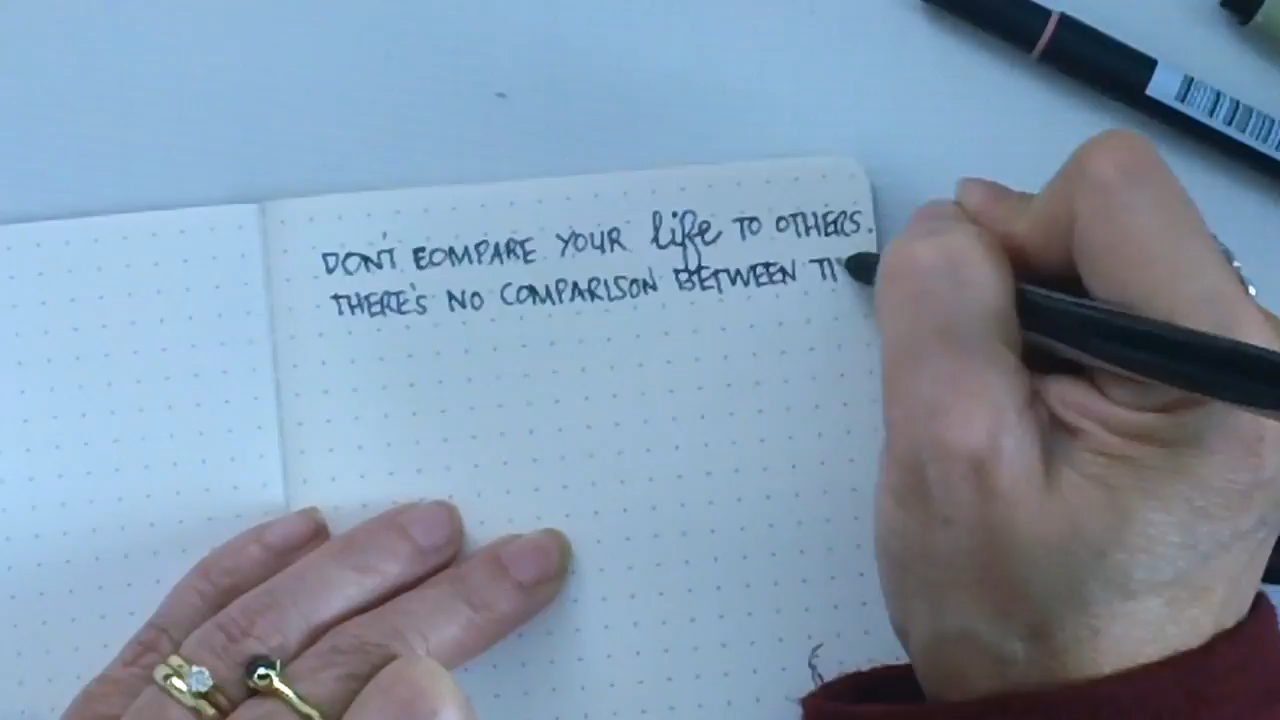 DON'T COMPARE YOUR life TO OTHERS.
THERE'S NO COMPARISON BETWEEN